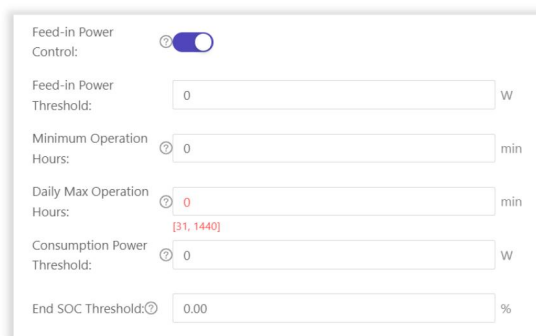 Feed-in Power
Control:
Feed-in Power
Threshold:
0 W
Minimum Operation
Hours:
0 min
Daily Max Operation
Hours:
0 min
[31, 1440]
Consumption Power
Threshold:
0 W
End SOC Threshold: 0.00 %